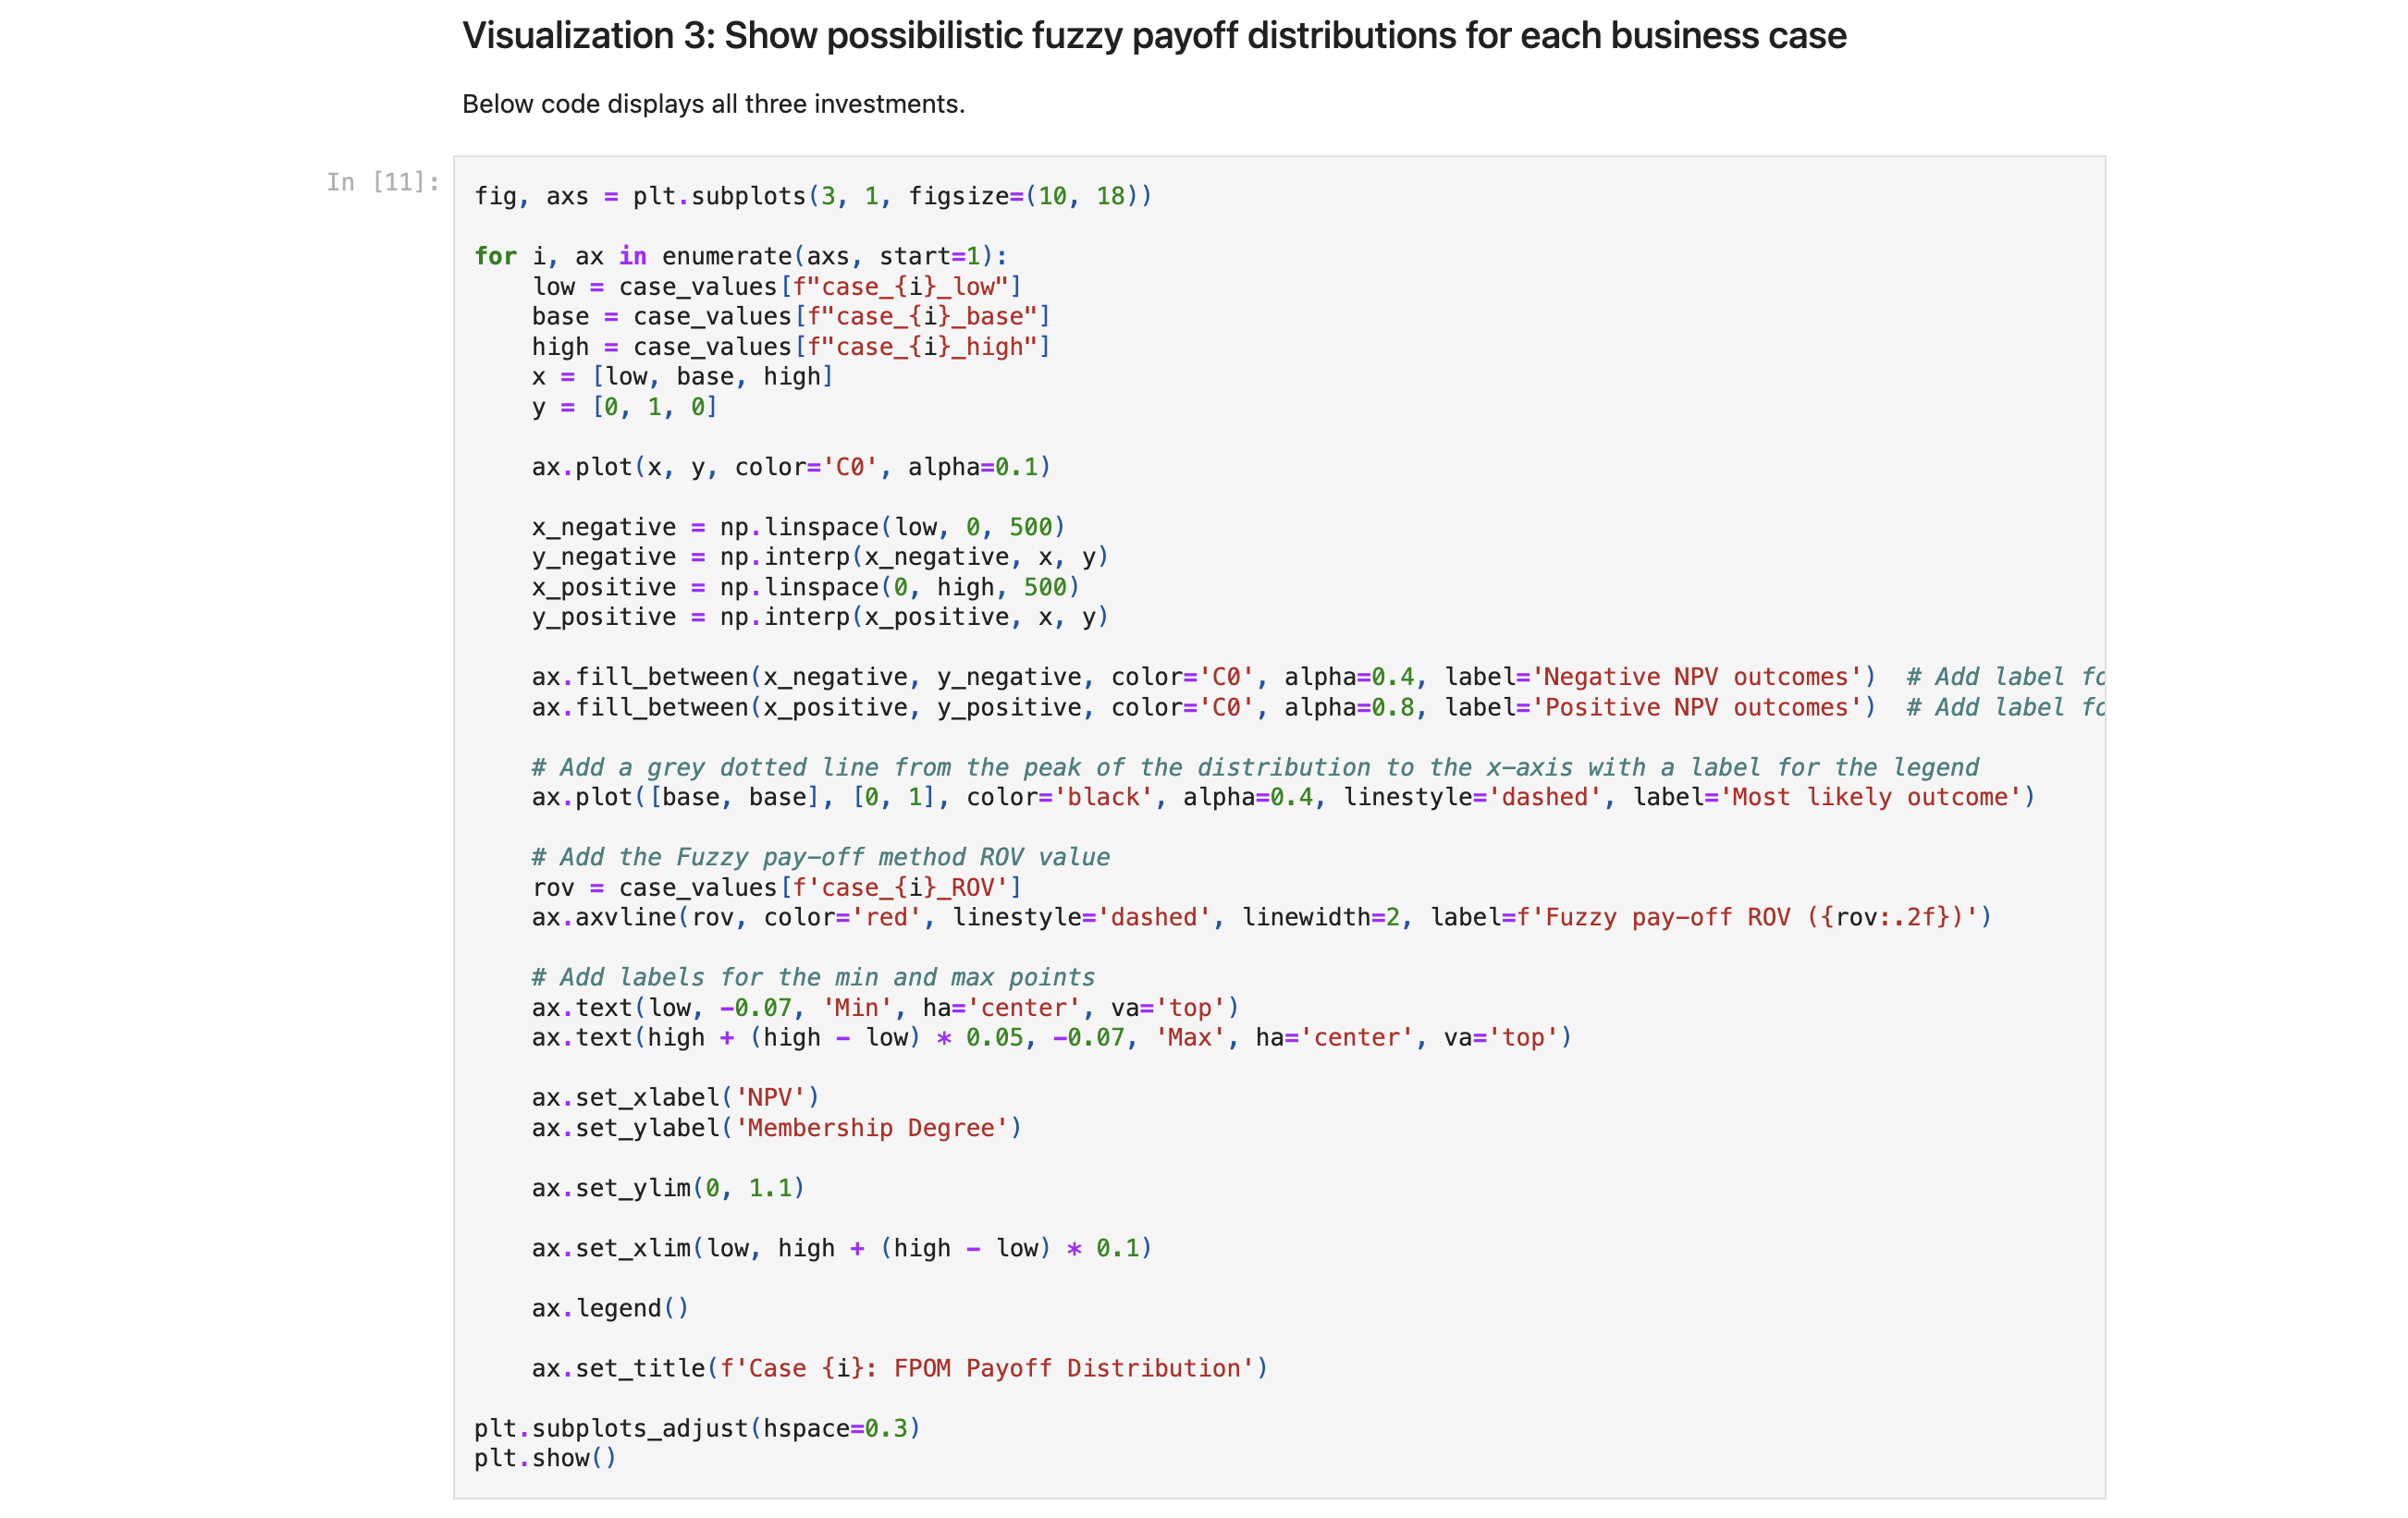 Visualization 3: Show possibilistic fuzzy payoff distributions for each business case
Below code displays all three investments.
In [11]:
fig, axs = plt.subplots(3, 1, figsize=(10, 18))
for i, ax in enumerate(axs, start=1):
    low = case_values[f"case_{i}_low"]
    base = case_values[f"case_{i}_base"]
    high = case_values[f"case_{i}_high"]
    x = [low, base, high]
    y = [0, 1, 0]
    ax.plot(x, y, color='C0', alpha=0.1)
    x_negative = np.linspace(low, 0, 500)
    y_negative = np.interp(x_negative, x, y)
    x_positive = np.linspace(0, high, 500)
    y_positive = np.interp(x_positive, x, y)
    ax.fill_between(x_negative, y_negative, color='C0', alpha=0.4, label='Negative NPV outcomes')  # Add label
    ax.fill_between(x_positive, y_positive, color='C0', alpha=0.8, label='Positive NPV outcomes')  # Add label
    # Add a grey dotted line from the peak of the distribution to the x-axis with a label for the legend
    ax.plot([base, base], [0, 1], color='black', alpha=0.4, linestyle='dashed', label='Most likely outcome')
    # Add the Fuzzy pay-off method ROV value
    rov = case_values[f'case_{i}_ROV']
    ax.axvline(rov, color='red', linestyle='dashed', linewidth=2, label=f'Fuzzy pay-off ROV ({rov:.2f})')
    # Add labels for the min and max points
    ax.text(low, -0.07, 'Min', ha='center', va='top')
    ax.text(high + (high - low) * 0.05, -0.07, 'Max', ha='center', va='top')
    ax.set_xlabel('NPV')
    ax.set_ylabel('Membership Degree')
    ax.set_ylim(0, 1.1)
    ax.set_xlim(low, high + (high - low) * 0.1)
    ax.legend()
    ax.set_title(f'Case {i}: FPOM Payoff Distribution')
plt.subplots_adjust(hspace=0.3)
plt.show()